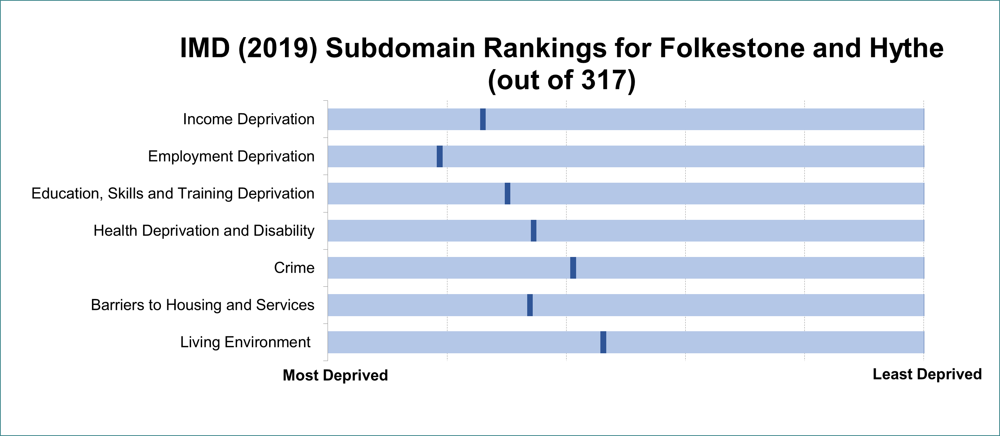 IMD (2019) Subdomain Rankings for Folkestone and Hythe
(out of 317)
Income Deprivation
Employment Deprivation
Education, Skills and Training Deprivation
Health Deprivation and Disability
Crime
Barriers to Housing and Services
Living Environment
Most Deprived
Least Deprived